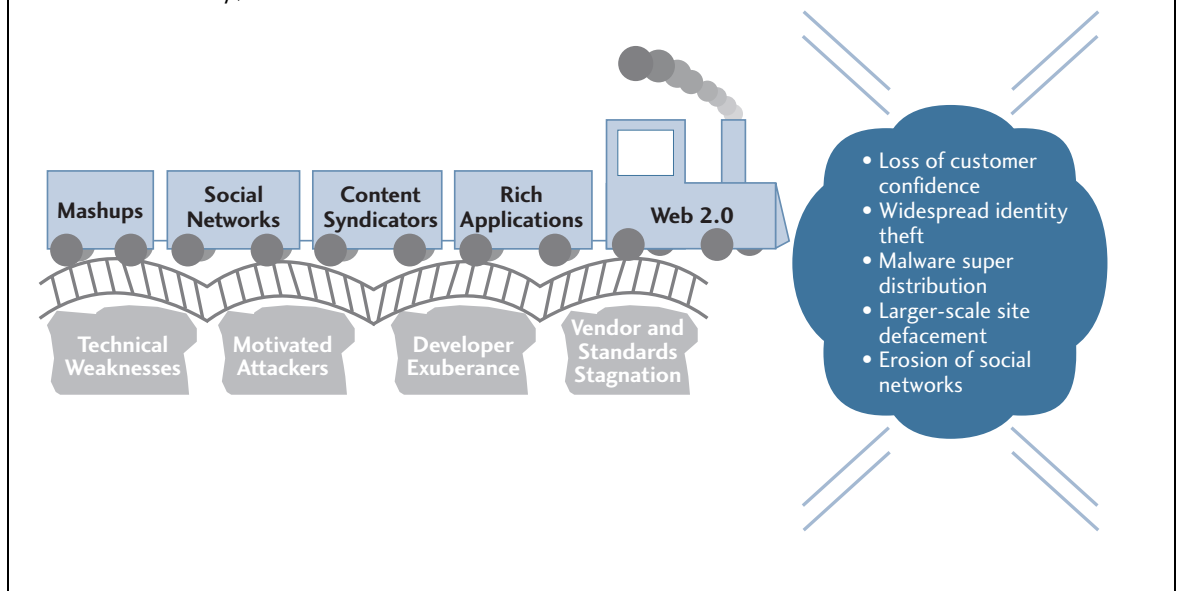 Mashups
Social
Networks
Content
Syndicators
Rich
Applications
Web 2.0
Technical
Weaknesses
Motivated
Attackers
Developer
Exuberance
Vendor and
Standards
Stagnation
• Loss of customer
confidence
• Widespread identity
theft
• Malware super
distribution
• Larger-scale site
defacement
• Erosion of social
networks